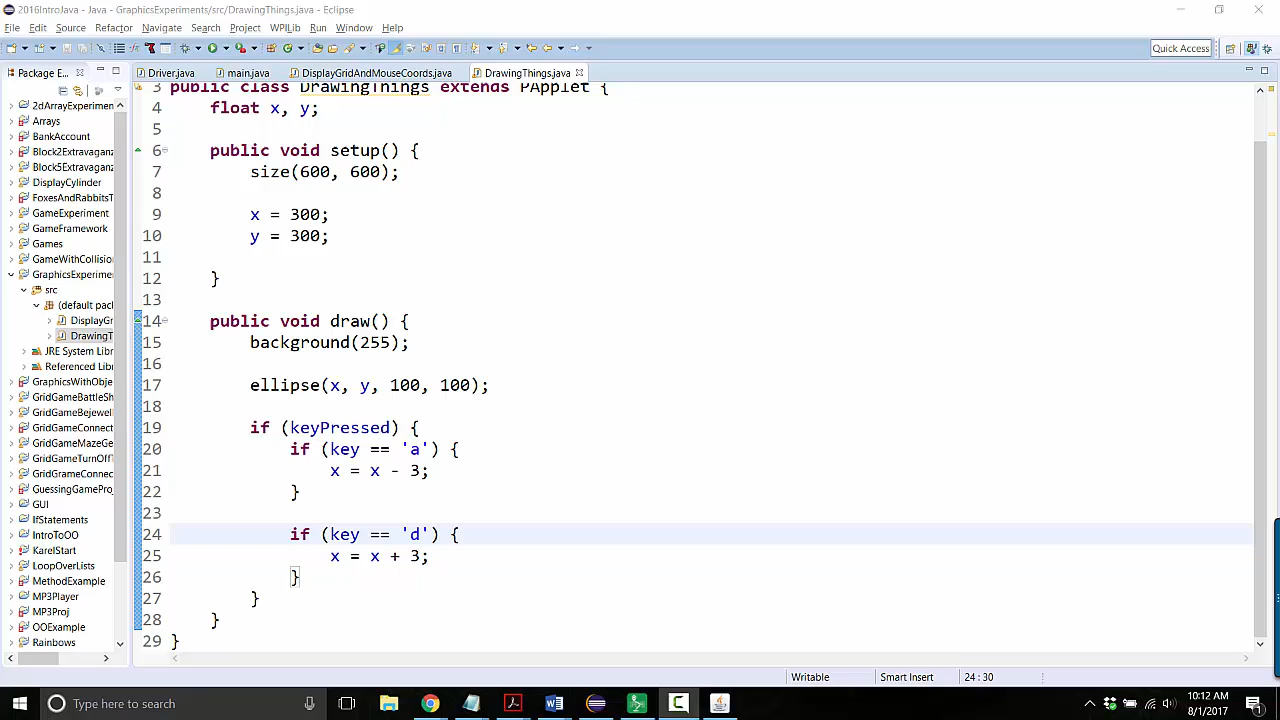 2016IntroJava - Java - GraphicsExperiments/src/DrawingThings.java - Eclipse
File Edit Source Refactor Navigate Search Project WPILib Run Window Help
Quick Access
Package E...
Driver.java main.java DisplayGridAndMouseCoords.java DrawingThings.java
2dArrayExperimen
Arrays
BankAccount
Block2Extravaganz
Block5Extravaganz
DisplayCylinder
FoxesAndRabbitsT
GameExperiment
GameFramework
Games
GameWithCollisio
GraphicsExperime
src
(default pac
DisplayGr
DrawingT
JRE System Lib
Referenced Lib
GraphicsWithObje
GridGameBattleSh
GridGameBejewel
GridGameConnect
GridGameMazeGe
GridGameTurnOff
GridGrameConnec
GuessingGameProj
GUI
IfStatements
IntroToOO
KarelStart
LoopOverLists
MethodExample
MP3Player
MP3Proj
OOExample
Rainbows
3 public class DrawingThings extends PApplet {
4 float x, y;
5
6 public void setup() {
7 size(600, 600);
8
9 x = 300;
10 y = 300;
11
12 }
13
14 public void draw() {
15 background(255);
16
17 ellipse(x, y, 100, 100);
18
19 if (keyPressed) {
20 if (key == 'a') {
21 x = x - 3;
22 }
23
24 if (key == 'd') {
25 x = x + 3;
26 }
27 }
28 }
29 }
Writable Smart Insert 24 : 30
Type here to search
10:12 AM
8/1/2017